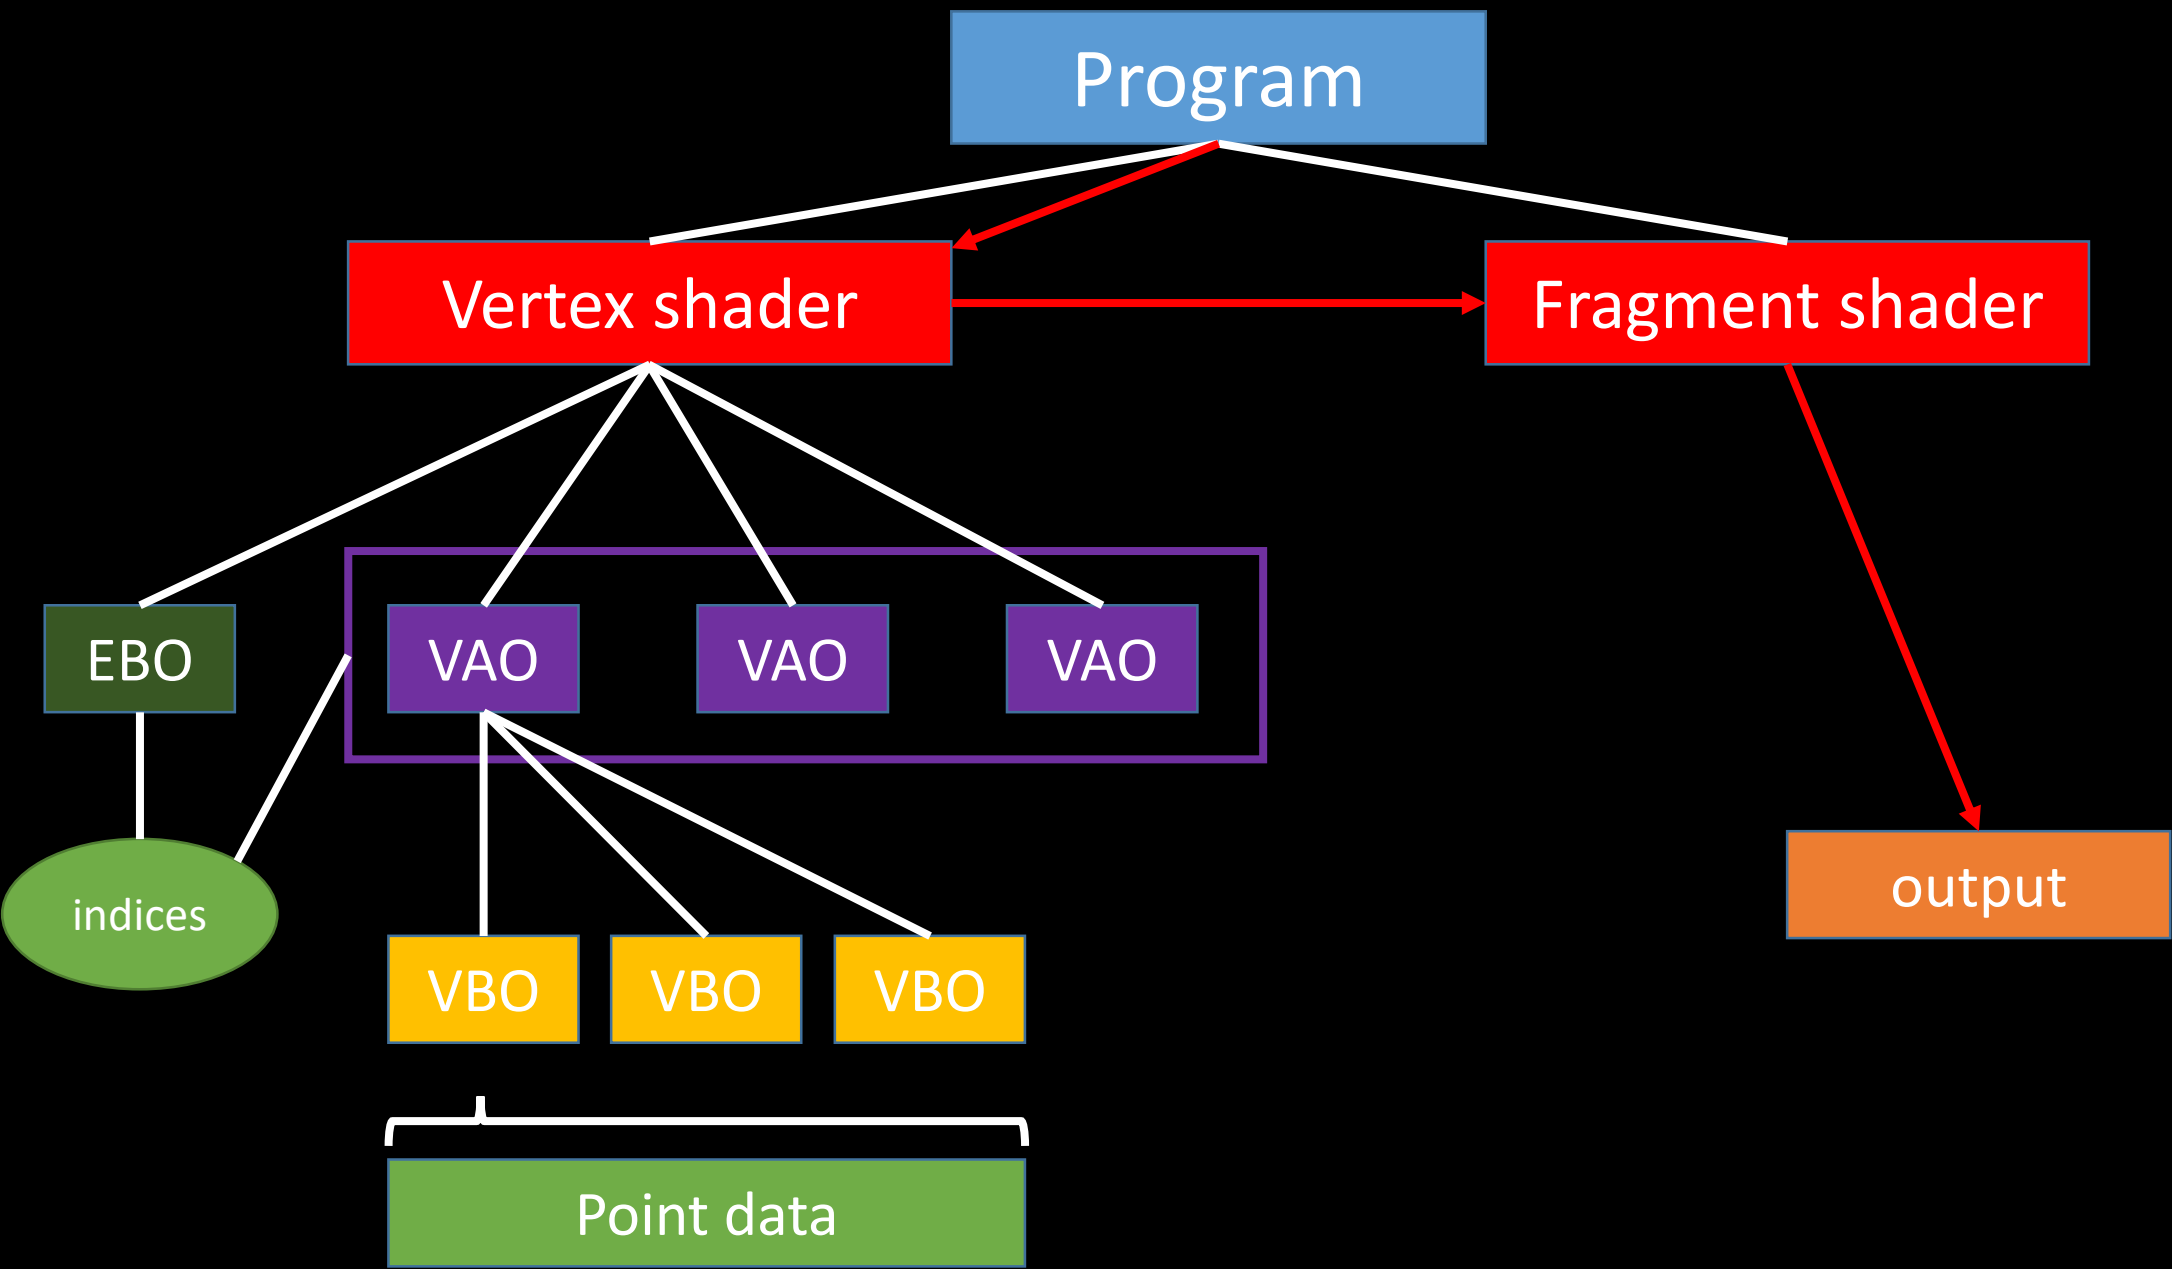 Program
Vertex shader
Fragment shader
EBO
VAO
VAO
VAO
indices
output
VBO
VBO
VBO
Point data